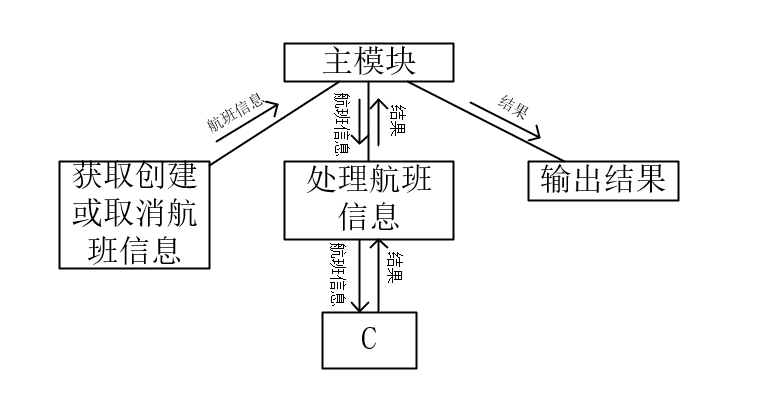 主模块
航班信息
航班信息
结果
结果
获取创建
或取消航
班信息
处理航班
信息
输出结果
航班信息
结果
C